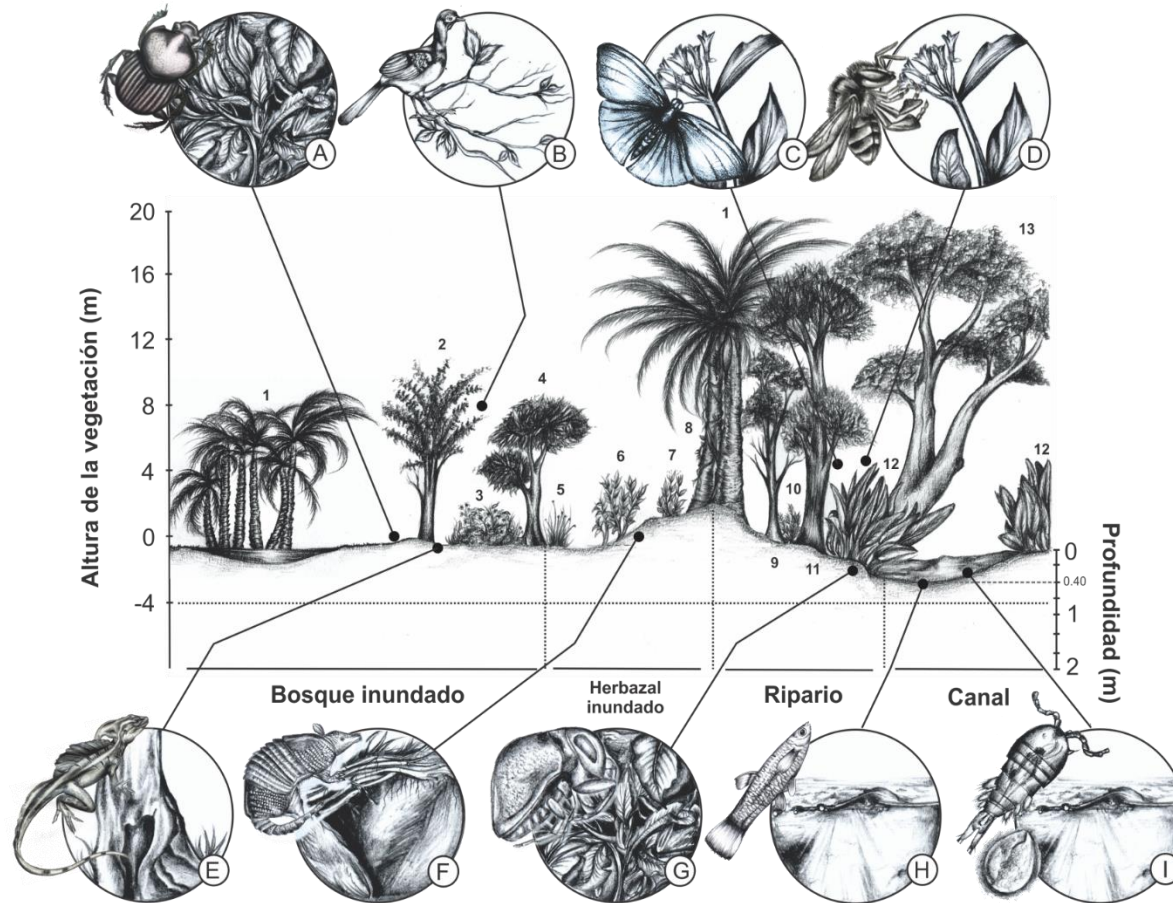 A
B
C
D
Altura de la vegetación (m)
20
16
12
8
4
0
-4
1
2
3
4
5
6
7
8
1
9
10
11
12
13
12
0
0.40
1
2
Profundidad (m)
Bosque inundado
Herbazal
inundado
Ripario
Canal
E
F
G
H
I